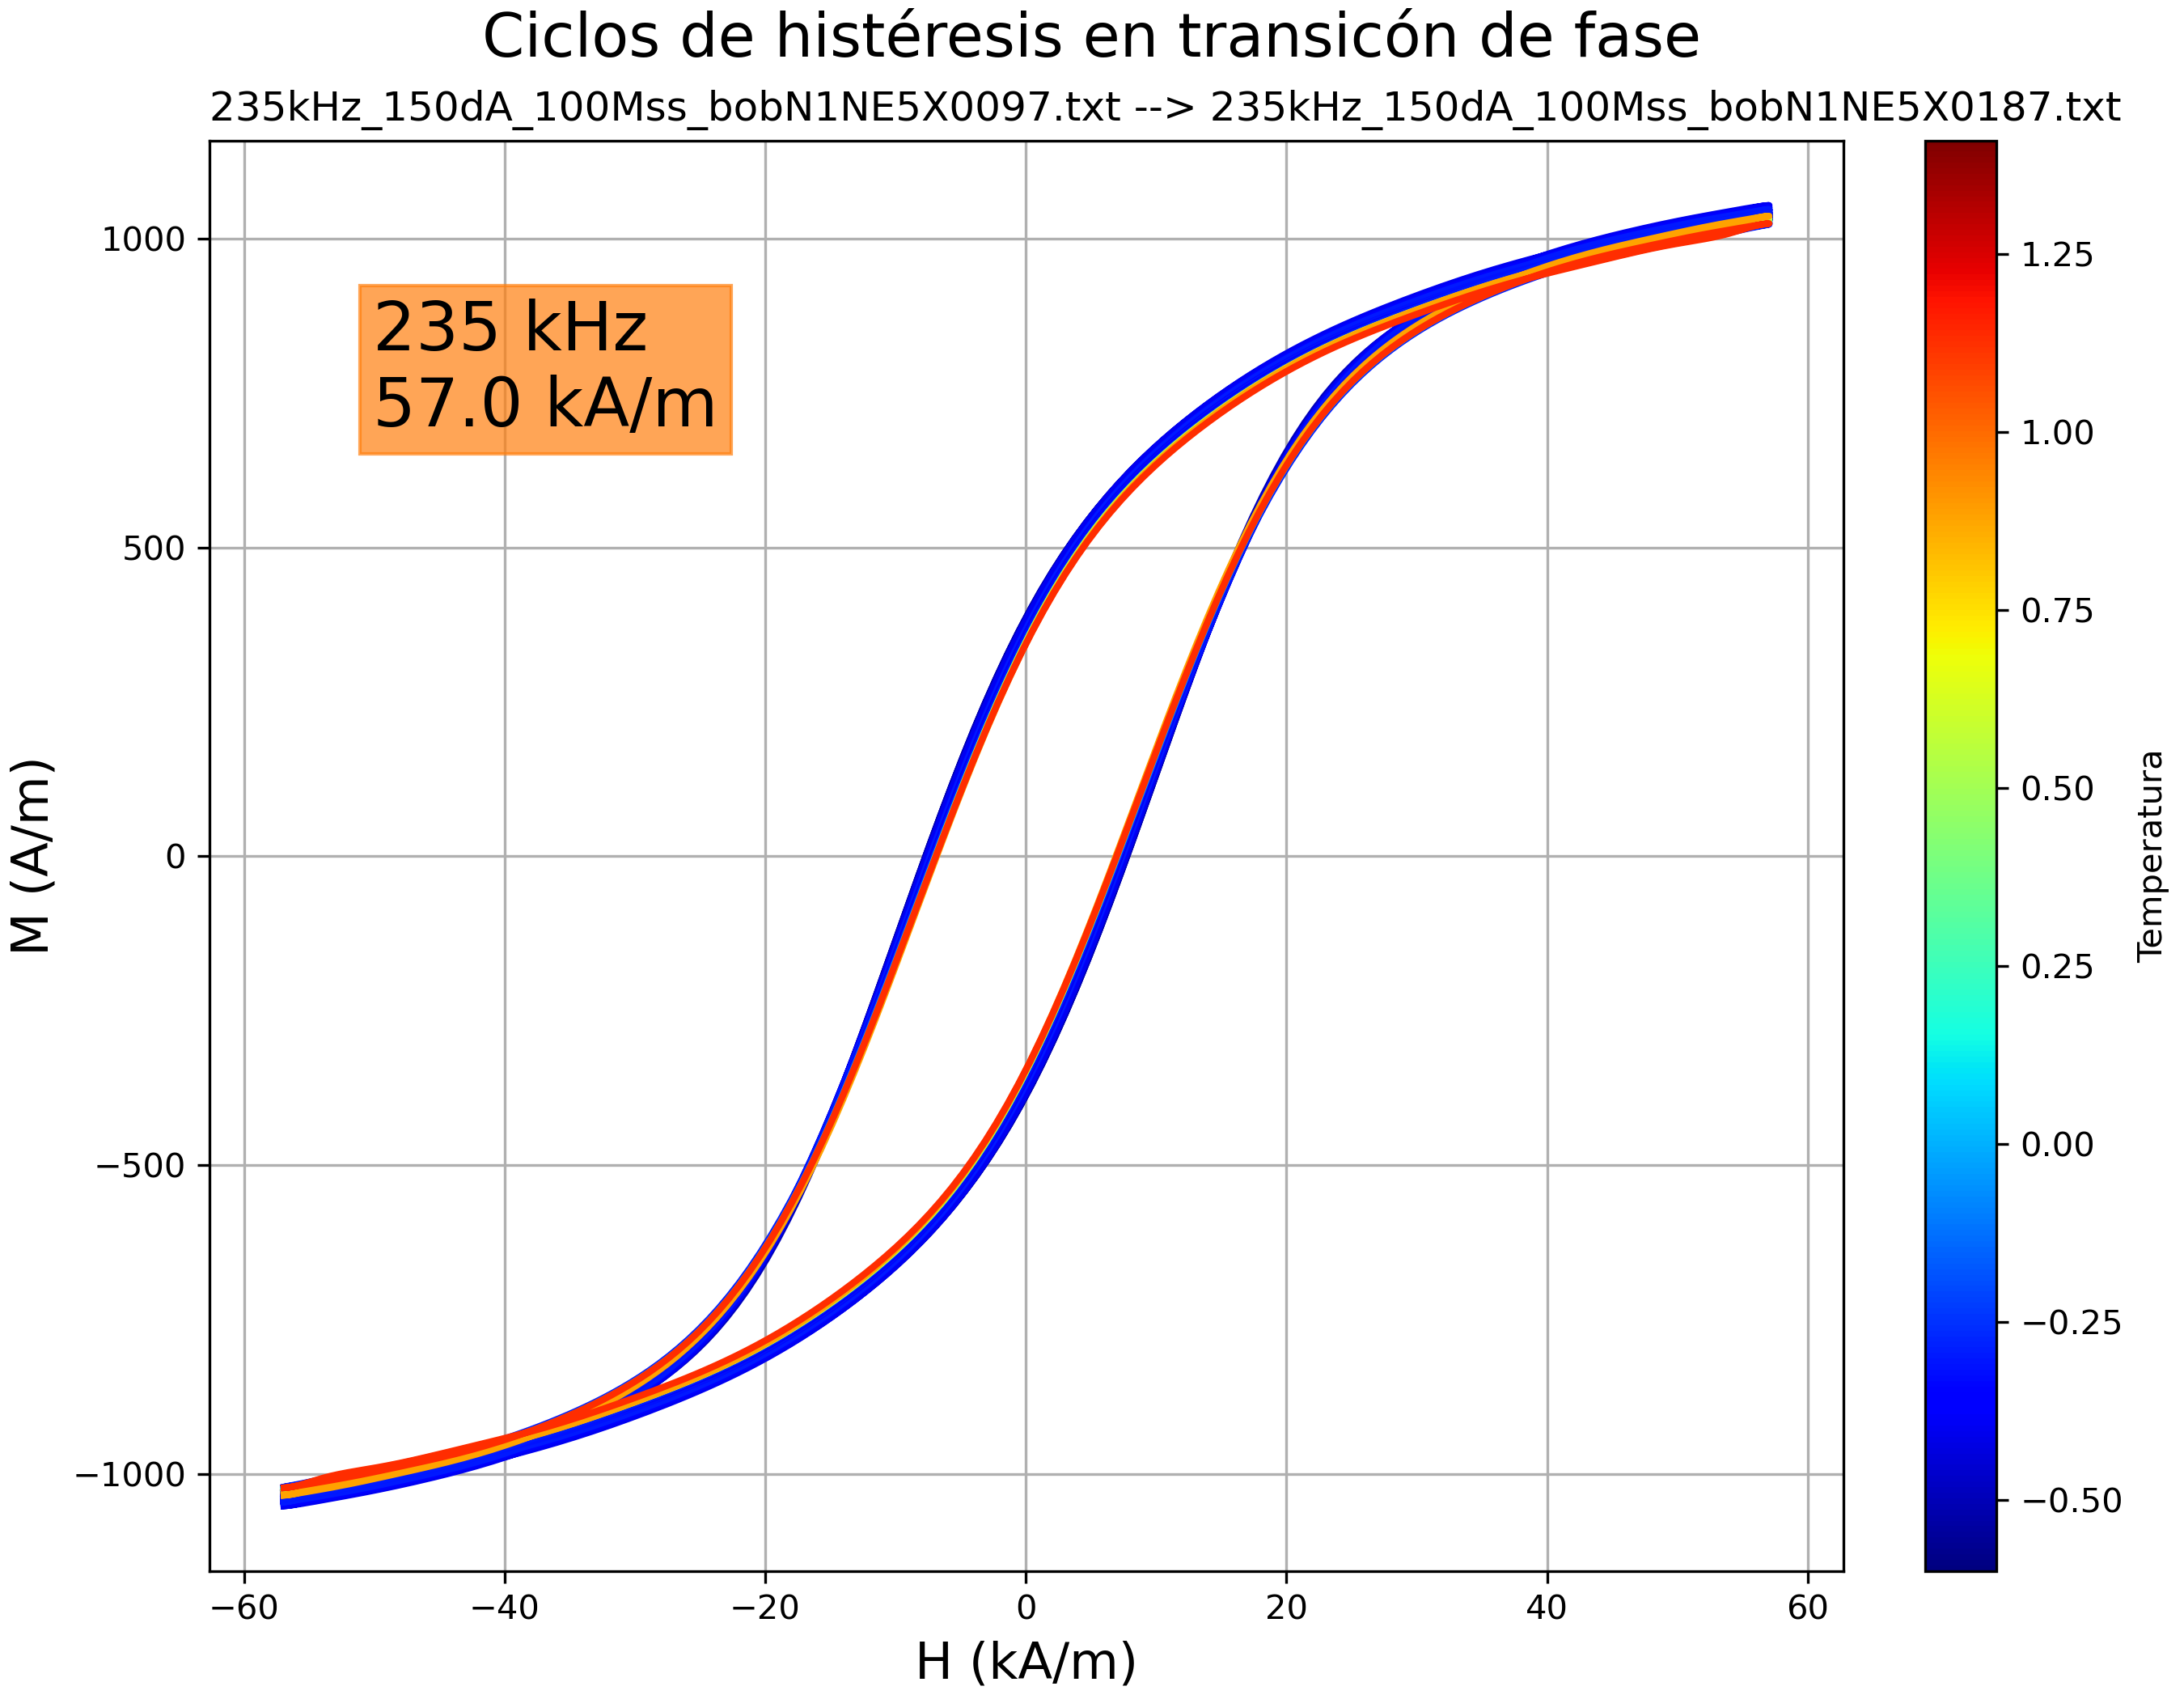 Ciclos de histéresis en transicón de fase
235kHz_150dA_100Mss_bobN1NE5X0097.txt --> 235kHz_150dA_100Mss_bobN1NE5X0187.txt
235 kHz
57.0 kA/m
M (A/m)
1000
500
0
−500
−1000
−60
−40
−20
0
20
40
60
H (kA/m)
1.25
1.00
0.75
0.50
0.25
0.00
−0.25
−0.50
Temperatura